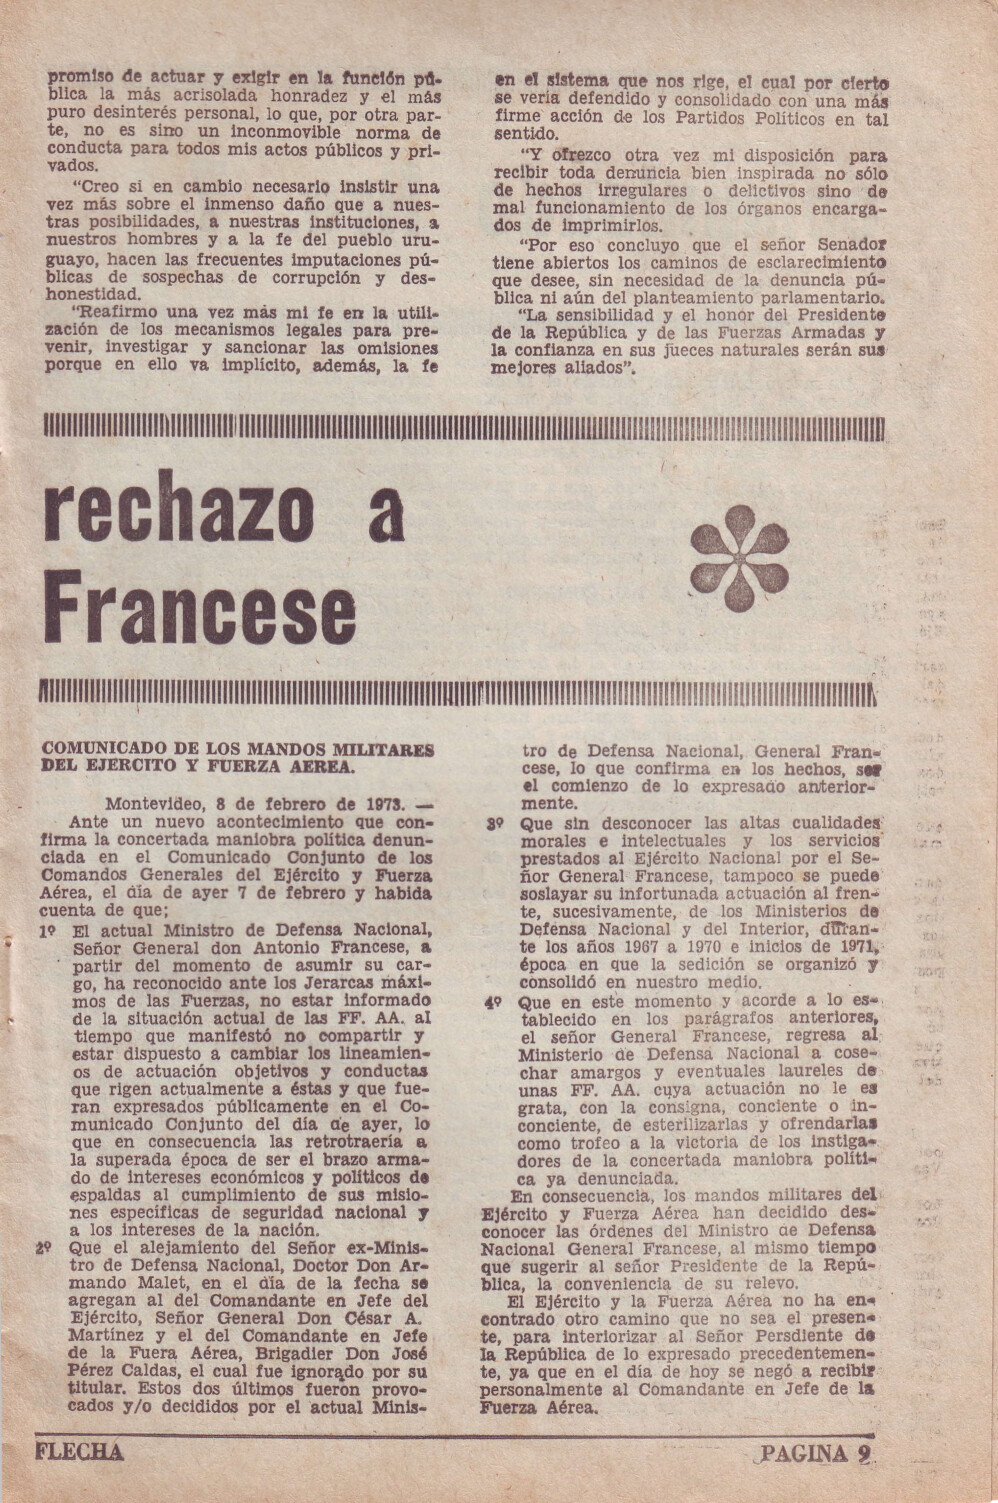 promiso de actuar y exigir en la función pú-
blica la más acrisolada honradez y el más
puro desinterés personal, lo que, por otra par-
te, no es sino un inconmovible norma de
conducta para todos mis actos públicos y pri-
vados.
"Creo si en cambio necesario insistir una
vez más sobre el inmenso daño que a nues-
tras posibilidades, a nuestras instituciones, a
nuestros hombres y a la fe del pueblo uru-
guayo, hacen las frecuentes imputaciones pú-
blicas de sospechas de corrupción y des-
honestidad.
"Reafirmo una vez más mi fe en la utili-
zación de los mecanismos legales para pre-
venir, investigar y sancionar las omisiones
porque en ello va implícito, además, la fe
en el sistema que nos rige, el cual por cierto
se vería defendido y consolidado con una más
firme acción de los Partidos Políticos en tal
sentido.
"Y ofrezco otra vez mi disposición para
recibir toda denuncia bien inspirada no sólo
de hechos irregulares o delictivos sino de
mal funcionamiento de los órganos encarga-
dos de imprimirlos.
"Por eso concluyo que el señor Senador
tiene abiertos los caminos de esclarecimiento
que desee, sin necesidad de la denuncia pú-
blica ni aún del planteamiento parlamentario.
"La sensibilidad y el honor del Presidente
de la República y de las Fuerzas Armadas y
la confianza en sus jueces naturales serán sus
mejores aliados".
rechazo a
Francese
COMUNICADO DE LOS MANDOS MILITARES
DEL EJERCITO Y FUERZA AEREA.
Montevideo, 8 de febrero de 1973. —
Ante un nuevo acontecimiento que con-
firma la concertada maniobra política denun-
ciada en el Comunicado Conjunto de los
Comandos Generales del Ejército y Fuerza
Aérea, el día de ayer 7 de febrero y habida
cuenta de que;
1º El actual Ministro de Defensa Nacional,
Señor General don Antonio Francese, a
partir del momento de asumir su car-
go, ha reconocido ante los Jerarcas máxi-
mos de las Fuerzas, no estar informado
de la situación actual de las FF. AA. al
tiempo que manifestó no compartir y
estar dispuesto a cambiar los lineamien-
os de actuación objetivos y conductas
que rigen actualmente a éstas y que fue-
ran expresados públicamente en el Co-
municado Conjunto del día de ayer, lo
que en consecuencia las retrotraería a
la superada época de ser el brazo arma-
do de intereses económicos y políticos de
espaldas al cumplimiento de sus misio-
nes específicas de seguridad nacional y
a los intereses de la nación.
2º Que el alejamiento del Señor ex-Minis-
tro de Defensa Nacional, Doctor Don Ar-
mando Malet, en el día de la fecha se
agregan al del Comandante en Jefe del
Ejército, Señor General Don César A.
Martínez y el del Comandante en Jefe
de la Fuera Aérea, Brigadier Don José
Pérez Caldas, el cual fue ignorado por su
titular. Estos dos últimos fueron provo-
cados y/o decididos por el actual Minis-
tro de Defensa Nacional, General Fran-
cese, lo que confirma en los hechos, ser
el comienzo de lo expresado anterior-
mente.
3º Que sin desconocer las altas cualidades
morales e intelectuales y los servicios
prestados al Ejército Nacional por el Se-
ñor General Francese, tampoco se puede
soslayar su infortunada actuación al fren-
te, sucesivamente, de los Ministerios de
Defensa Nacional y del Interior, duran-
te los años 1967 a 1970 e inicios de 1971,
época en que la sedición se organizó y
consolidó en nuestro medio.
4º Que en este momento y acorde a lo es-
tablecido en los parágrafos anteriores,
el señor General Francese, regresa al
Ministerio de Defensa Nacional a cose-
char amargos y eventuales laureles de
unas FF. AA. cuya actuación no le es
grata, con la consigna, conciente o in-
conciente, de esterilizarlas y ofrendarlas
como trofeo a la victoria de los instiga-
dores de la concertada maniobra políti-
ca ya denunciada.
En consecuencia, los mandos militares del
Ejército y Fuerza Aérea han decidido des-
conocer las órdenes del Ministro de Defensa
Nacional General Francese, al mismo tiempo
que sugerir al señor Presidente de la Repú-
blica, la conveniencia de su relevo.
El Ejército y la Fuerza Aérea no ha en-
contrado otro camino que no sea el presen-
te, para interiorizar al Señor Persdiente de
la República de lo expresado precedentemen-
te, ya que en el día de hoy se negó a recibir
personalmente al Comandante en Jefe de la
Fuerza Aérea.
FLECHA
PAGINA 9